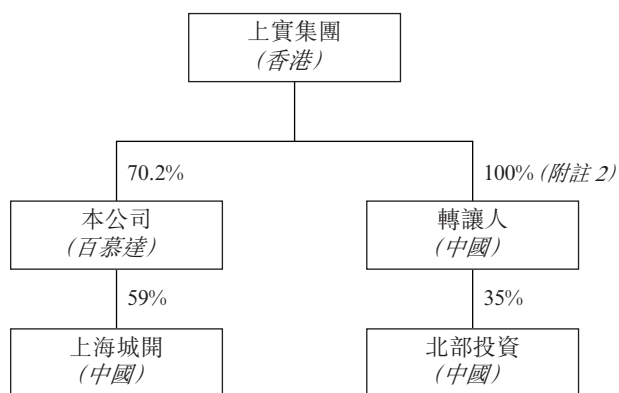 上實集團
(香港)
70.2%
100% (附註 2)
本公司
(百慕達)
轉讓人
(中國)
59%
35%
上海城開
(中國)
北部投資
(中國)